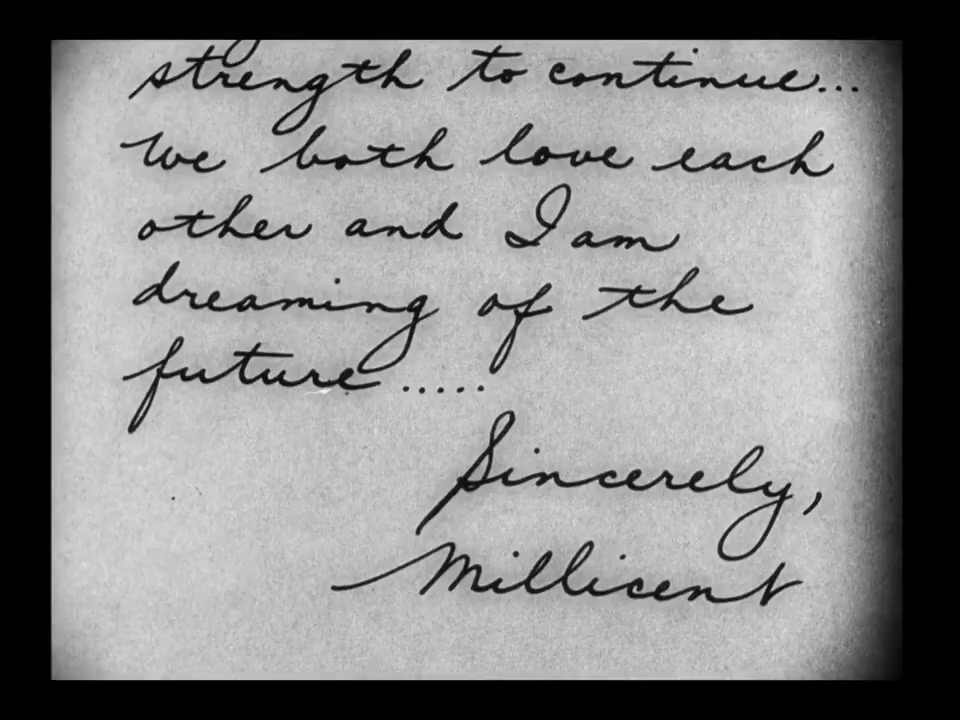 strength to continue...
we both love each
other and I am
dreaming of the
future.....
Sincerely,
Millicent